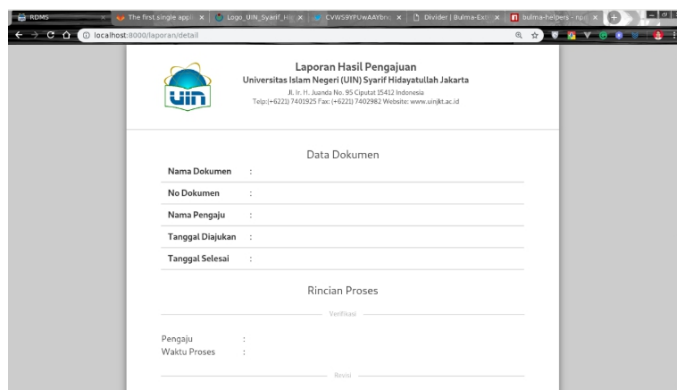 RDMS
The first single app
Logo_UIN_Syarif_Hi
CVWS9YPUwAAYbn
Divider | Bulma-Ext
bulma-helpers - np
localhost:8000/laporan/detail
UIN
Laporan Hasil Pengajuan
Universitas Islam Negeri (UIN) Syarif Hidayatullah Jakarta
Jl. Ir. H. Juanda No. 95 Ciputat 15412 Indonesia
Telp:(+6221) 7401925 Fax: (+6221) 7402982 Website: www.uinjkt.ac.id
Data Dokumen
Nama Dokumen :
No Dokumen :
Nama Pengaju :
Tanggal Diajukan :
Tanggal Selesai :
Rincian Proses
Verifikasi
Pengaju :
Waktu Proses :
Revisi